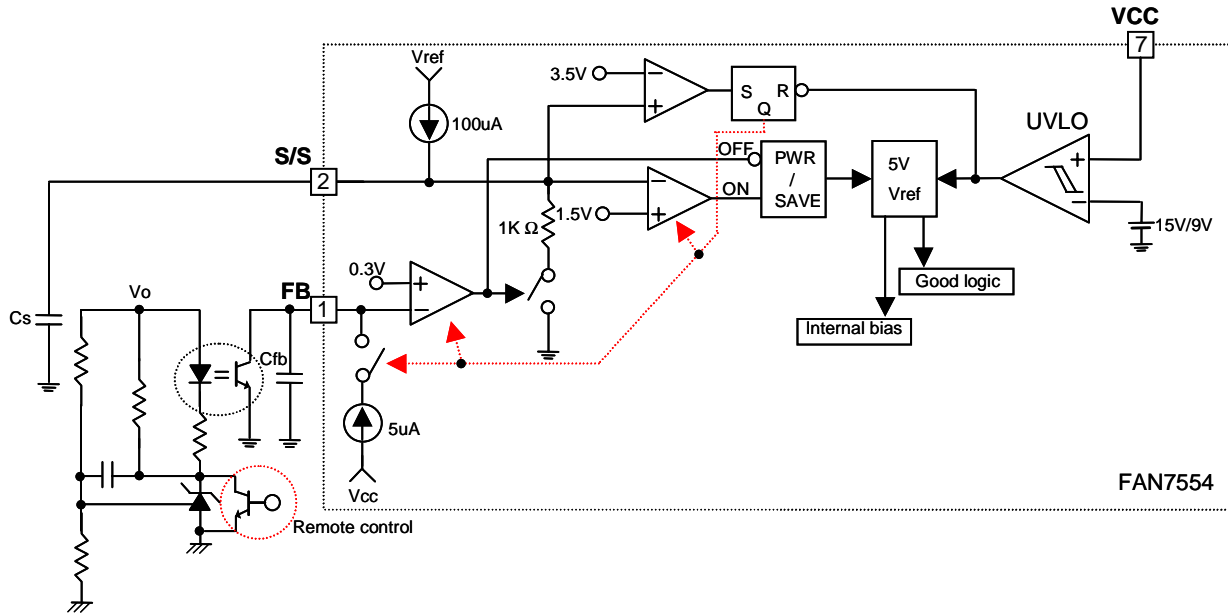 VCC
7
Vref
3.5V
S
R
Q
100uA
UVLO
S/S
2
OFF
PWR
/
SAVE
ON
5V
Vref
1.5V
1K Ω
15V/9V
0.3V
Good logic
FB
1
Vo
Cs
Internal bias
Cfb
5uA
Vcc
FAN7554
Remote control